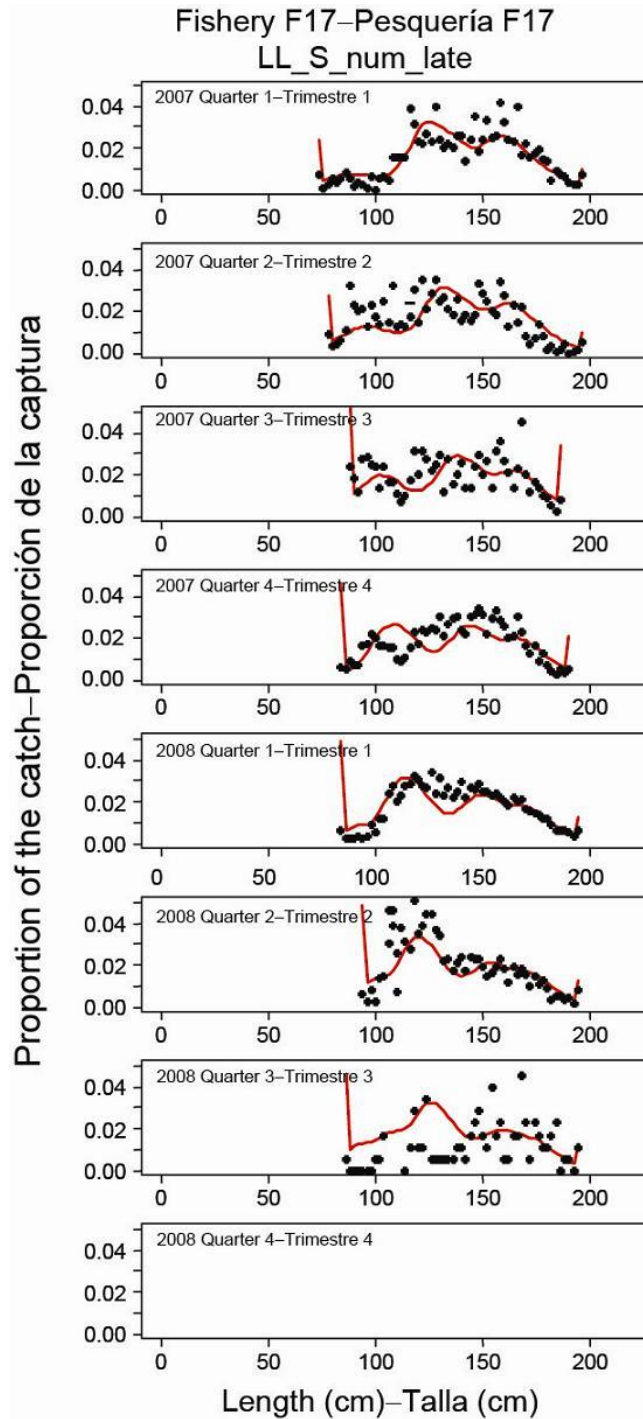 Fishery F17–Pesquería F17
LL_S_num_late
Proportion of the catch–Proporción de la captura
2007 Quarter 1–Trimestre 1
0.04
0.02
0.00
0 50 100 150 200
2007 Quarter 2–Trimestre 2
0.04
0.02
0.00
0 50 100 150 200
2007 Quarter 3–Trimestre 3
0.04
0.02
0.00
0 50 100 150 200
2007 Quarter 4–Trimestre 4
0.04
0.02
0.00
0 50 100 150 200
2008 Quarter 1–Trimestre 1
0.04
0.02
0.00
0 50 100 150 200
2008 Quarter 2–Trimestre 2
0.04
0.02
0.00
0 50 100 150 200
2008 Quarter 3–Trimestre 3
0.04
0.02
0.00
0 50 100 150 200
2008 Quarter 4–Trimestre 4
0.04
0.02
0.00
0 50 100 150 200
Length (cm)–Talla (cm)